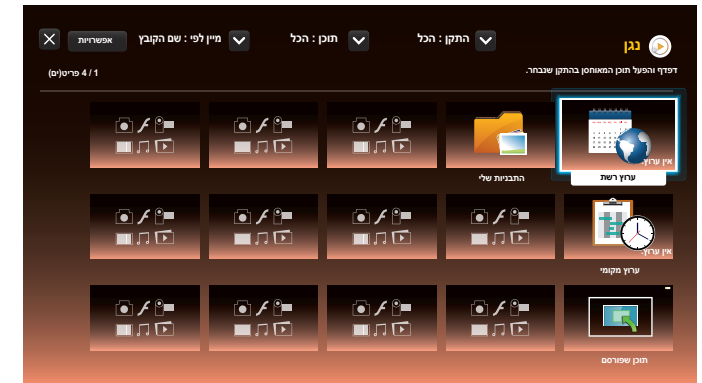 נגן
התקן : הכל
תוכן : הכל
מיין לפי : שם הקובץ
אפשרויות
דפדף והפעל תוכן המאוחסן בהתקן שנבחר.
1 / 4 פריט(ים)
אין ערוץ.
ערוץ רשת
התבניות שלי
אין ערוץ.
ערוץ מקומי
תוכן שפורסם